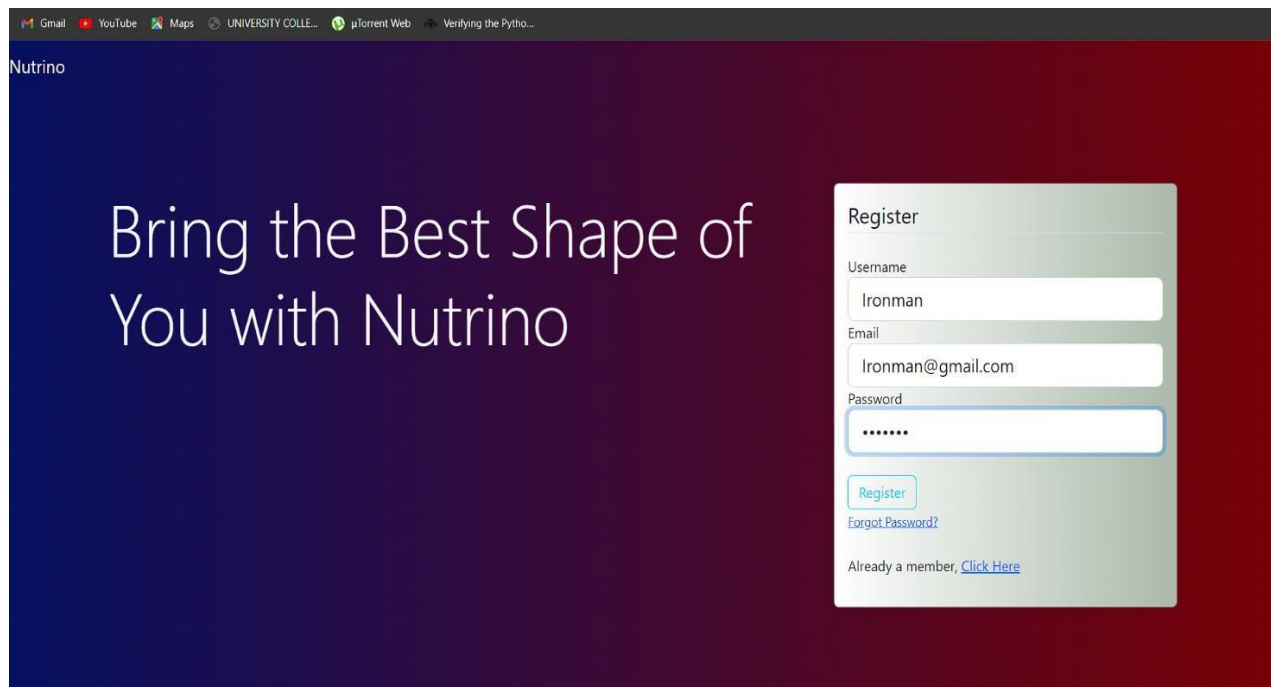 Gmail YouTube Maps UNIVERSITY COLLE... µTorrent Web Verifying the Pytho...
Nutrino
Bring the Best Shape of
You with Nutrino
Register
Username
Ironman
Email
Ironman@gmail.com
Password
•••••••
Register
Forgot Password?
Already a member, Click Here